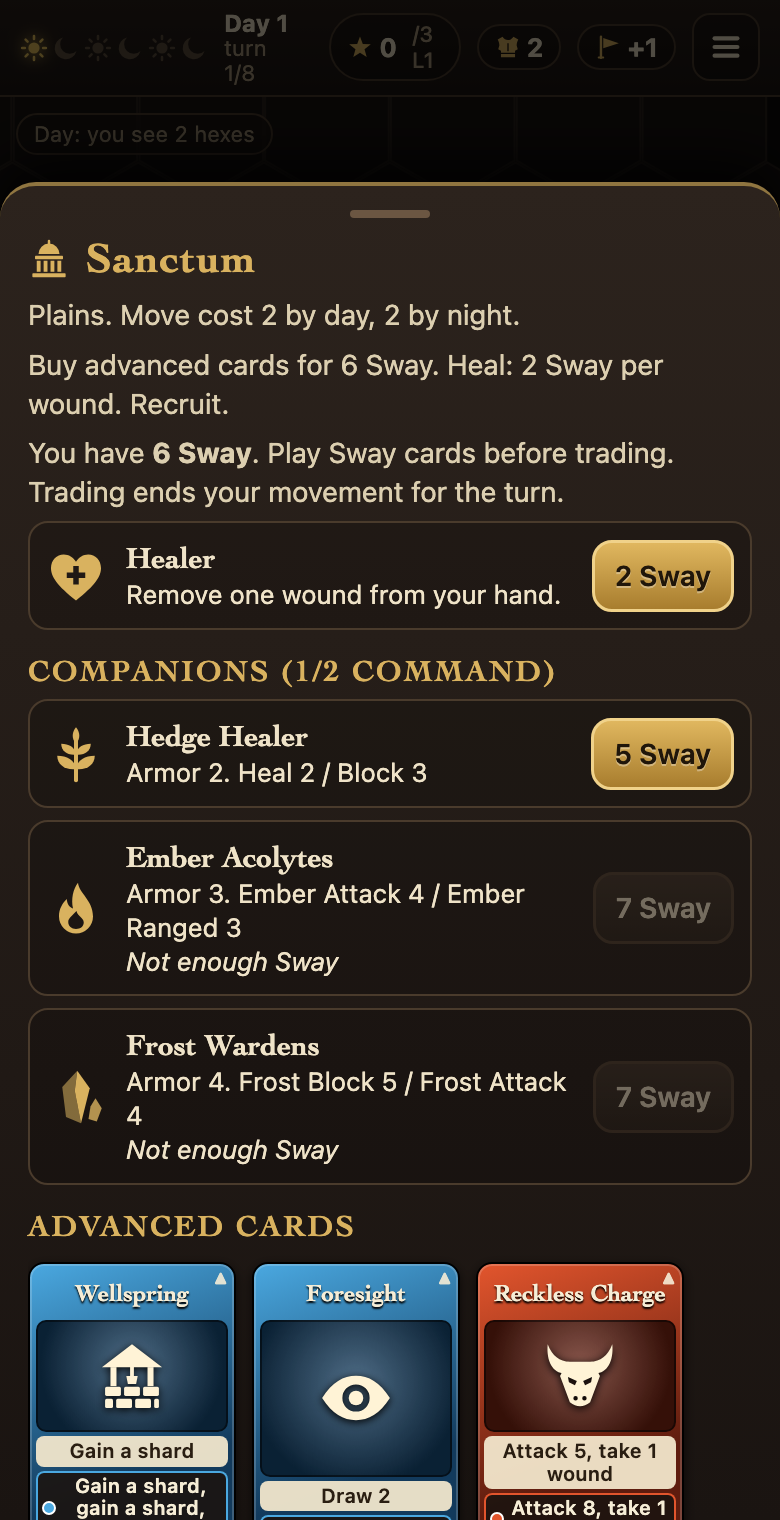 Day 1
turn
1/8
0
/3
L1
2
+1
Day: you see 2 hexes
Sanctum
Plains. Move cost 2 by day, 2 by night.
Buy advanced cards for 6 Sway. Heal: 2 Sway per
wound. Recruit.
You have 6 Sway. Play Sway cards before trading.
Trading ends your movement for the turn.
Healer
Remove one wound from your hand.
2 Sway
COMPANIONS (1/2 COMMAND)
Hedge Healer
Armor 2. Heal 2 / Block 3
5 Sway
Ember Acolytes
Armor 3. Ember Attack 4 / Ember
Ranged 3
Not enough Sway
7 Sway
Frost Wardens
Armor 4. Frost Block 5 / Frost Attack
4
Not enough Sway
7 Sway
ADVANCED CARDS
Wellspring
Gain a shard
Gain a shard,
gain a shard,
Foresight
Draw 2
Reckless Charge
Attack 5, take 1
wound
Attack 8, take 1